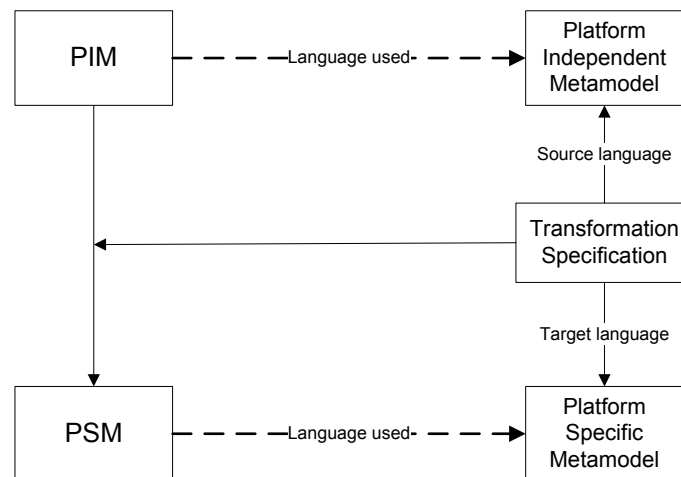 PIM
Language used
Platform
Independent
Metamodel
Source language
Transformation
Specification
Target language
PSM
Language used
Platform
Specific
Metamodel